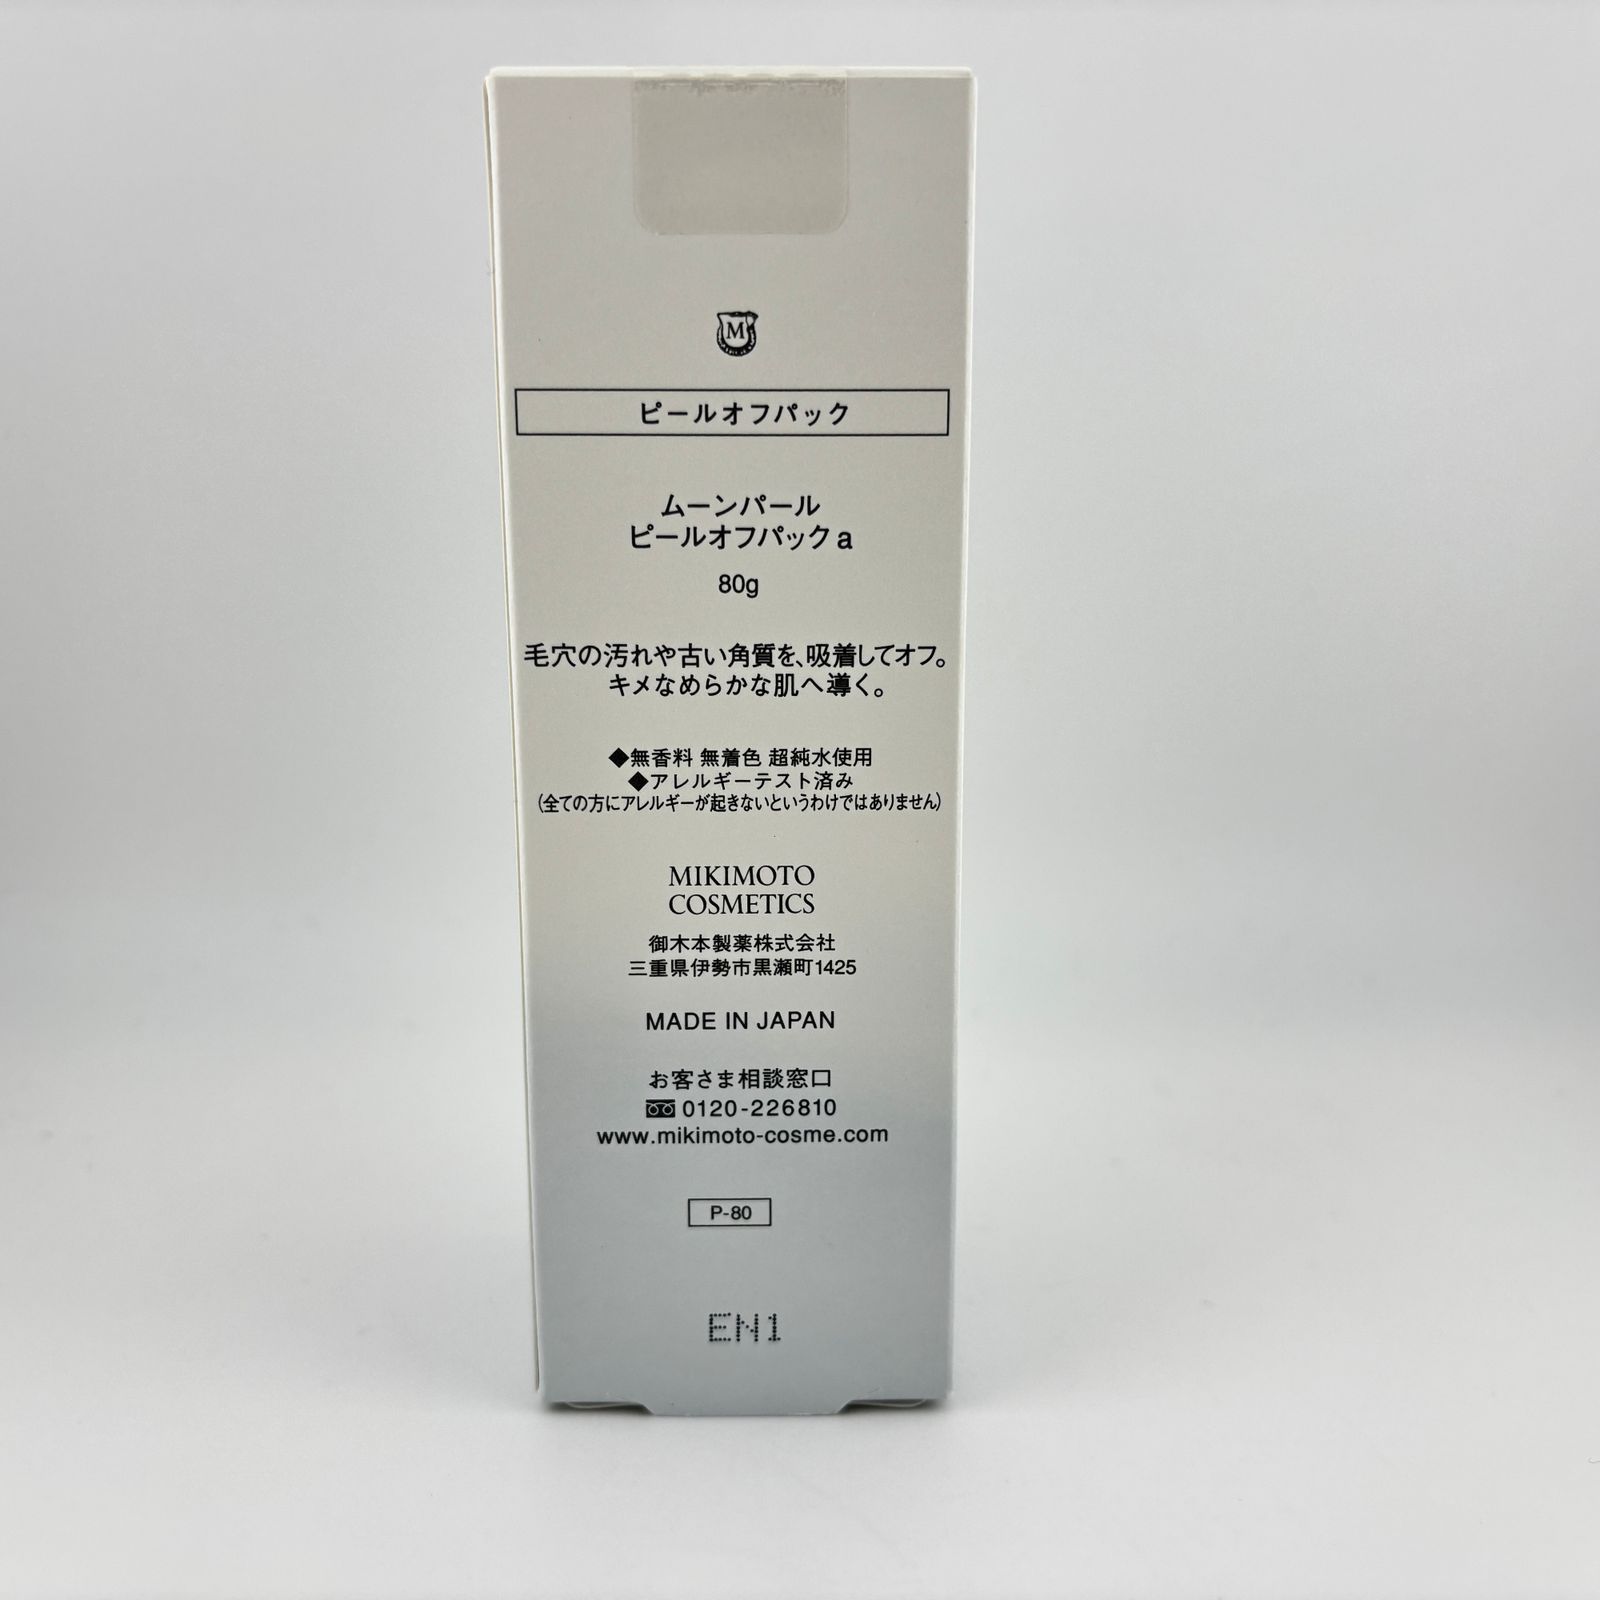 M
ピールオフパック
ムーンパール
ピールオフパック a
80g
毛穴の汚れや古い角質を、吸着してオフ。
キメなめらかな肌へ導く。
◆無香料 無着色 超純水使用
◆アレルギーテスト済み
(全ての方にアレルギーが起きないというわけではありません)
MIKIMOTO
COSMETICS
御木本製薬株式会社
三重県伊勢市黒瀬町1425
MADE IN JAPAN
お客さま相談窓口
0120-226810
www.mikimoto-cosme.com
P-80
EN1